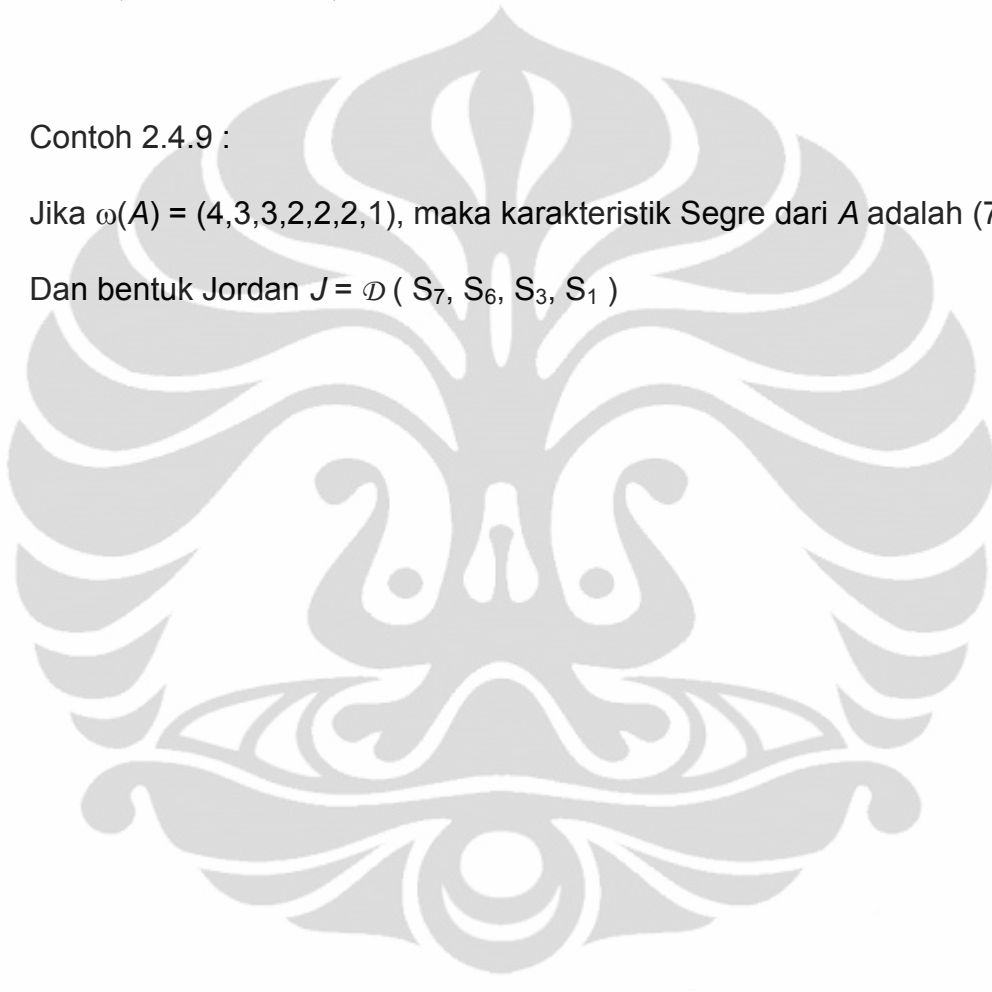 Contoh 2.4.9 :
Jika ω(A) = (4,3,3,2,2,2,1), maka karakteristik Segre dari A adalah (7
Dan bentuk Jordan J = 𝒟 ( S₇, S₆, S₃, S₁ )